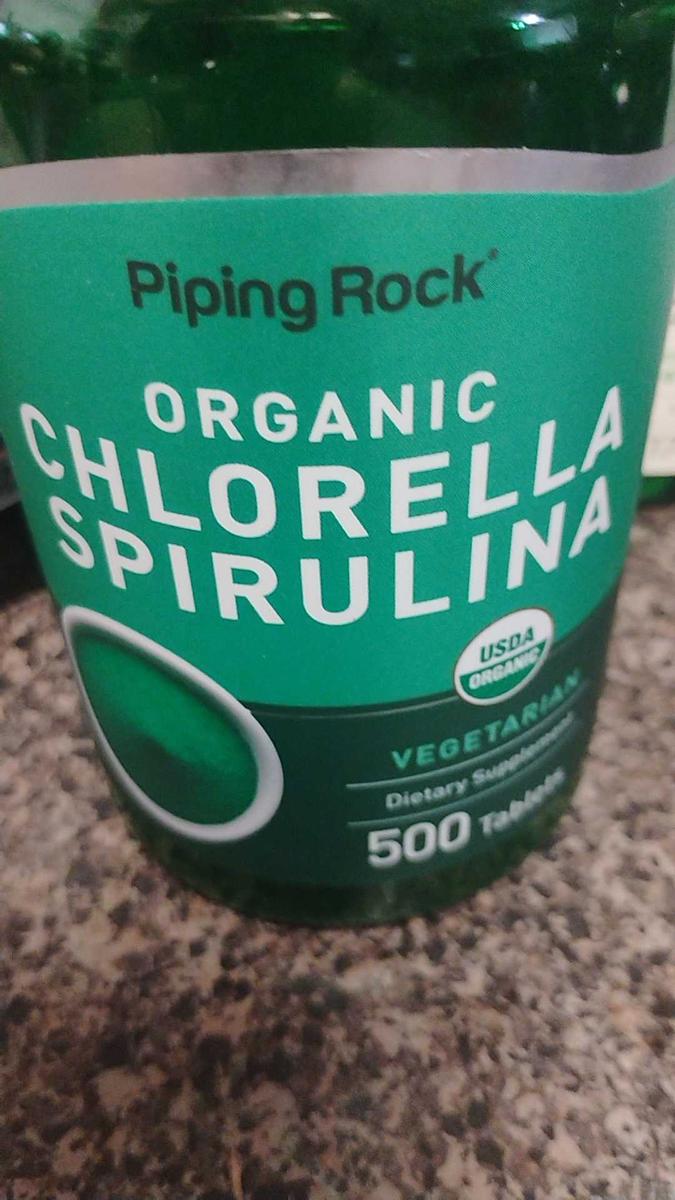 Piping Rock®
ORGANIC
CHLORELLA
SPIRULINA
USDA
ORGANIC
VEGETARIAN
Dietary Supplement
500 Tablets